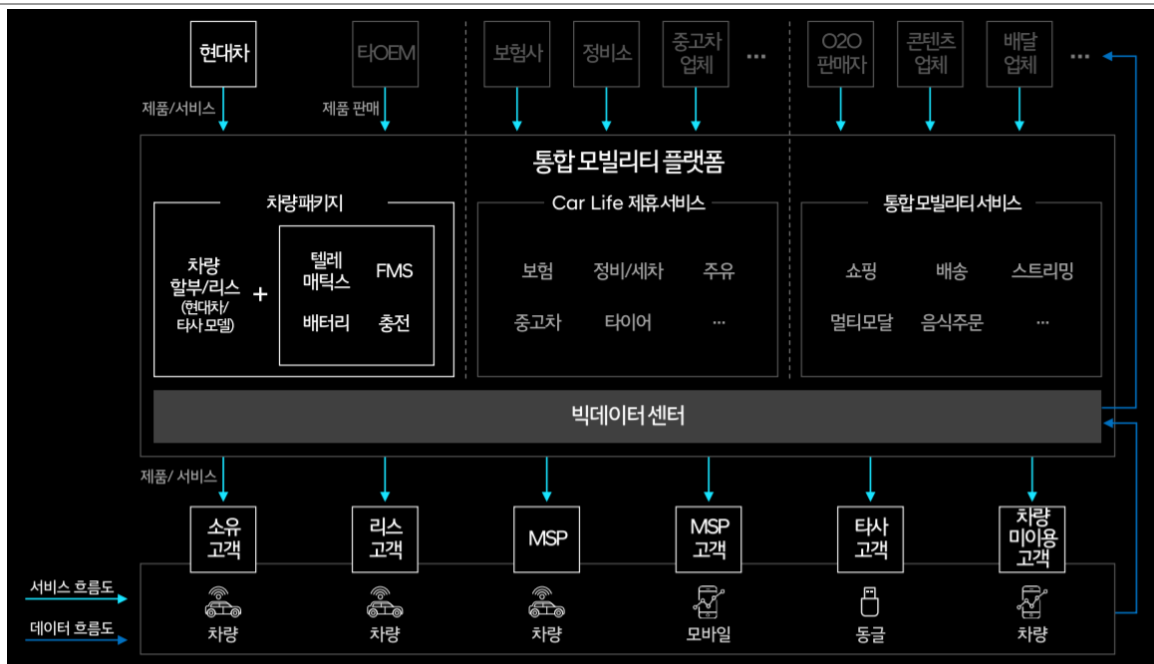 현대차
타OEM
보험사
정비소
중고차
업체
...
O2O
판매자
콘텐츠
업체
배달
업체
...
제품/서비스
제품 판매
통합 모빌리티 플랫폼
차량패키지
Car Life 제휴서비스
통합모빌리티서비스
차량
할부/리스
(현대차/
타사 모델)
+
텔레
매틱스
FMS
배터리
충전
보험
정비/세차
주유
중고차
타이어
...
쇼핑
배송
스트리밍
멀티모달
음식주문
...
빅데이터 센터
제품/ 서비스
소유
고객
리스
고객
MSP
MSP
고객
타사
고객
차량
미이용
고객
서비스 흐름도
데이터 흐름도
차량
차량
차량
모바일
동글
차량